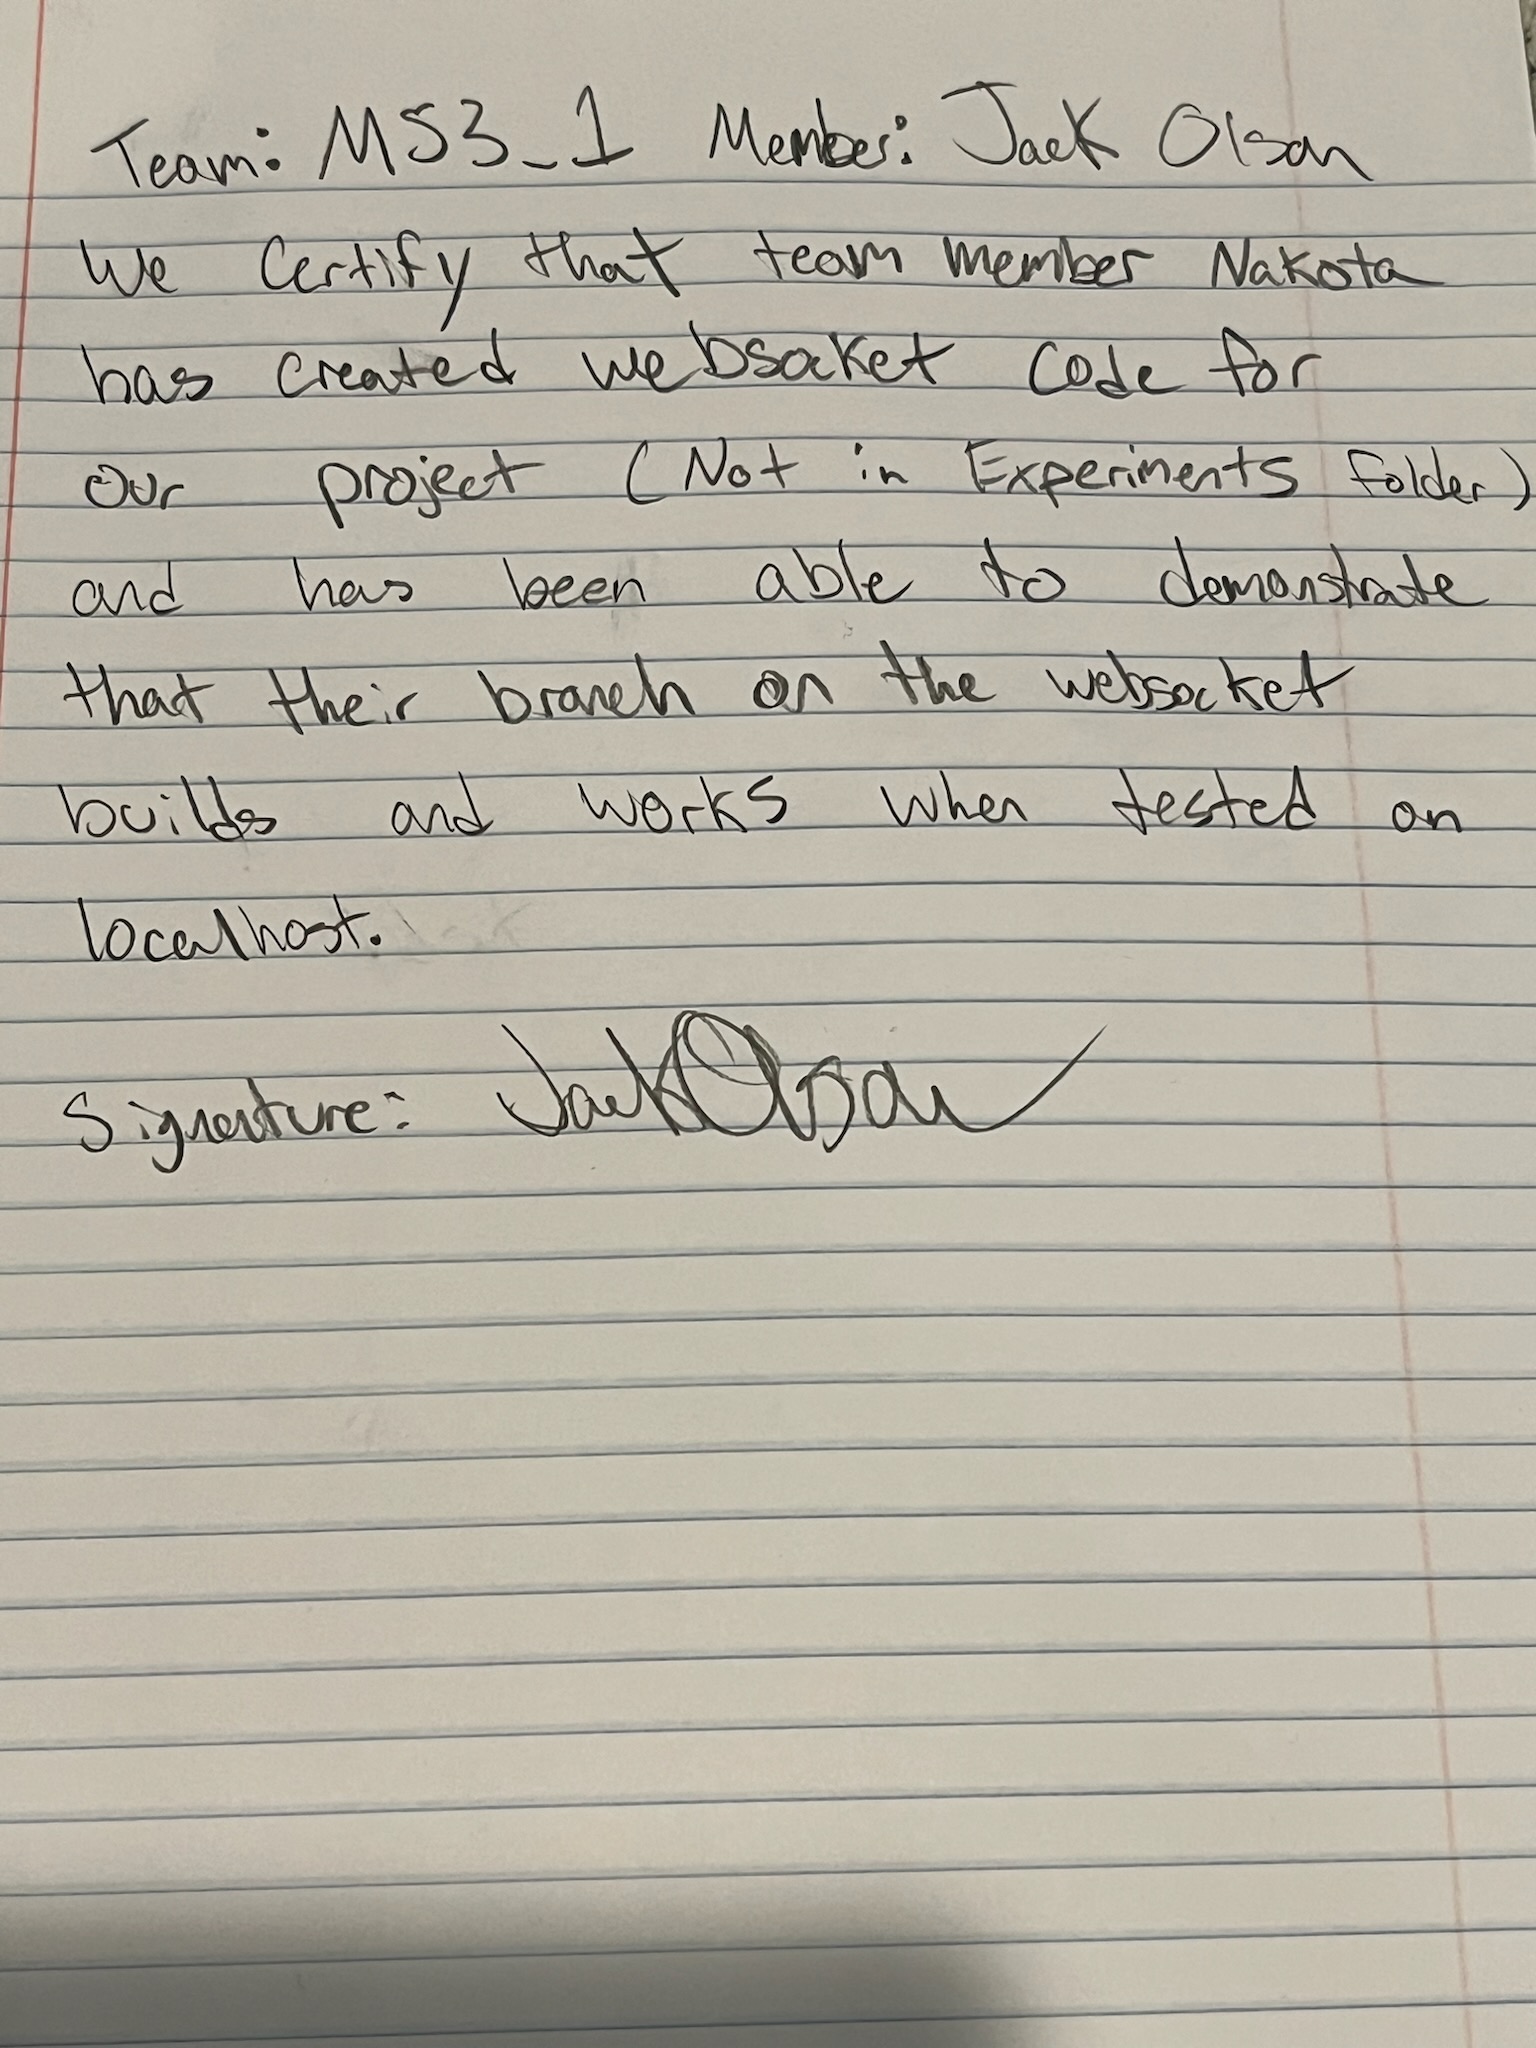 Team: MS3_1 Member: Jack Olson
We certify that team member Nakota
has created websocket code for
our project (Not in Experiments folder)
and has been able to demonstrate
that their branch on the websocket
builds and works when tested on
localhost.
Signature: Jack Olson